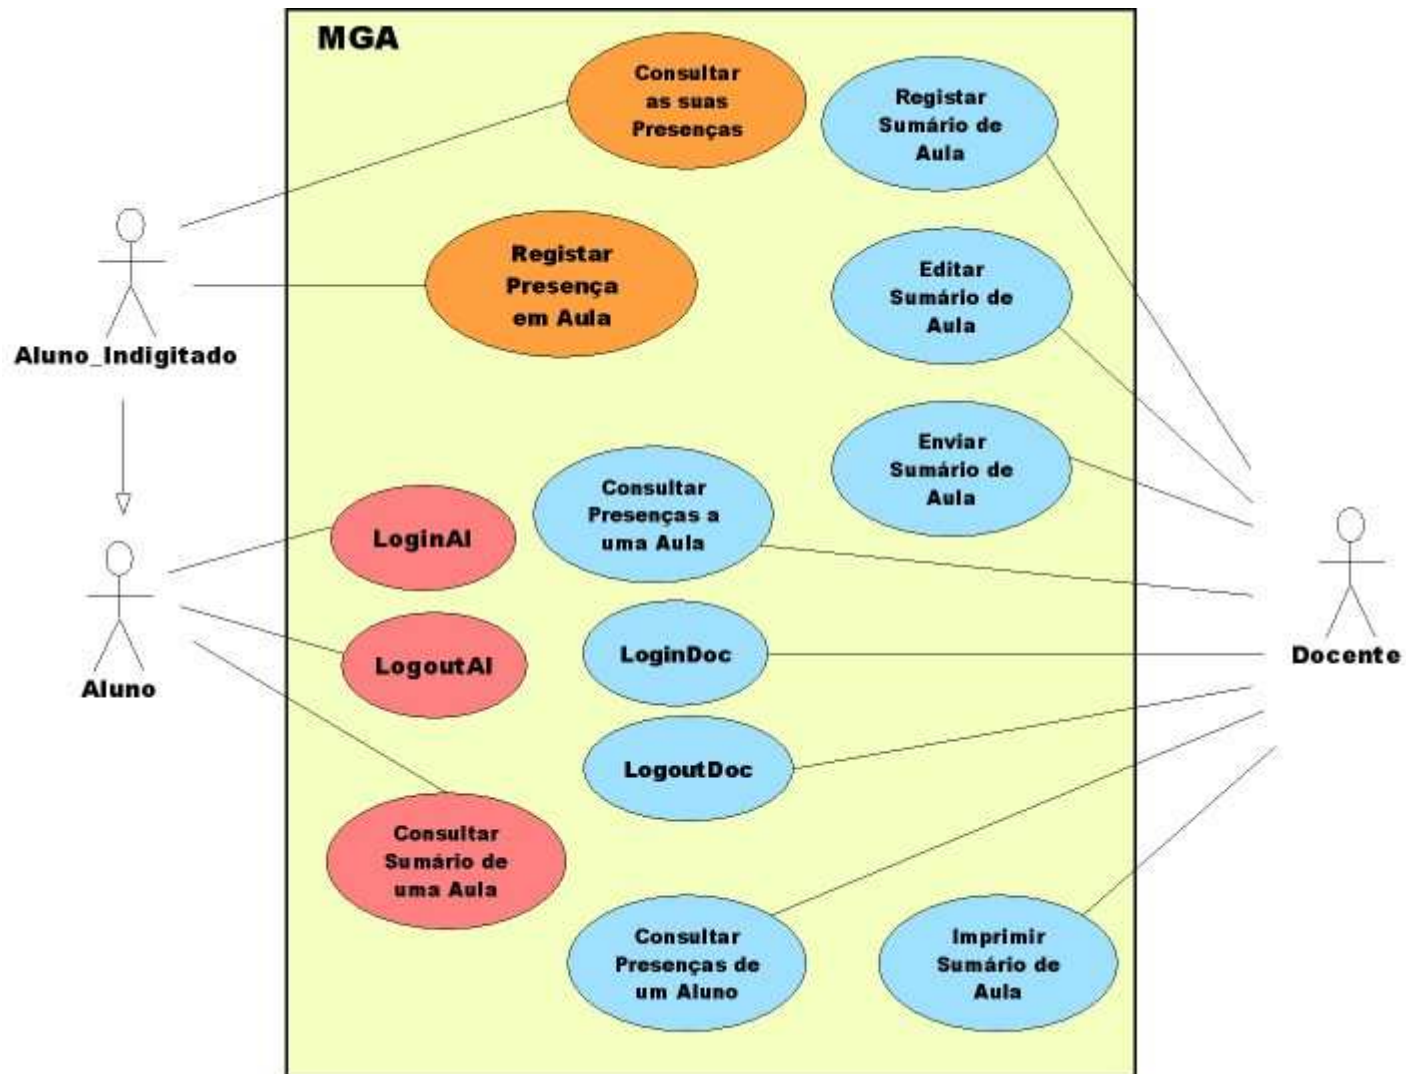 MGA
Consultar
as suas
Presenças
Registar
Sumário de
Aula
Registar
Presença
em Aula
Editar
Sumário de
Aula
Aluno_Indigitado
Enviar
Sumário de
Aula
Consultar
Presenças a
uma Aula
LoginAl
LogoutAl
LoginDoc
Docente
Aluno
LogoutDoc
Consultar
Sumário de
uma Aula
Consultar
Presenças de
um Aluno
Imprimir
Sumário de
Aula